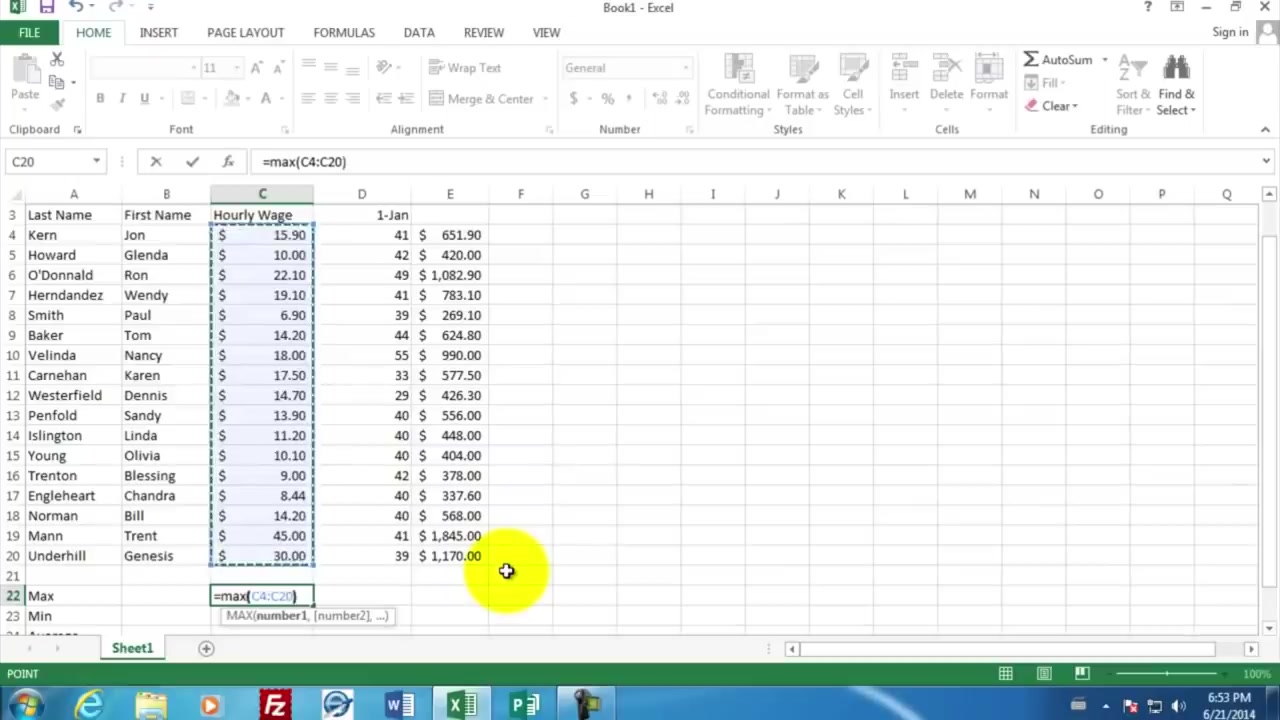 Book1 - Excel
?
FILE HOME INSERT PAGE LAYOUT FORMULAS DATA REVIEW VIEW Sign in
Paste
11 A A
B I U A
Wrap Text
Merge & Center
General
$ % ,
Conditional Formatting
Format as Table
Cell Styles
Insert Delete Format
AutoSum
Fill
Clear
Sort & Filter
Find & Select
Clipboard Font Alignment Number Styles Cells Editing
C20 fx =max(C4:C20)
A B C D E F G H I J K L M N O P Q
3 Last Name First Name Hourly Wage 1-Jan
4 Kern Jon $ 15.90 41 $ 651.90
5 Howard Glenda $ 10.00 42 $ 420.00
6 O'Donnald Ron $ 22.10 49 $ 1,082.90
7 Herndandez Wendy $ 19.10 41 $ 783.10
8 Smith Paul $ 6.90 39 $ 269.10
9 Baker Tom $ 14.20 44 $ 624.80
10 Velinda Nancy $ 18.00 55 $ 990.00
11 Carnehan Karen $ 17.50 33 $ 577.50
12 Westerfield Dennis $ 14.70 29 $ 426.30
13 Penfold Sandy $ 13.90 40 $ 556.00
14 Islington Linda $ 11.20 40 $ 448.00
15 Young Olivia $ 10.10 40 $ 404.00
16 Trenton Blessing $ 9.00 42 $ 378.00
17 Engleheart Chandra $ 8.44 40 $ 337.60
18 Norman Bill $ 14.20 40 $ 568.00
19 Mann Trent $ 45.00 41 $ 1,845.00
20 Underhill Genesis $ 30.00 39 $ 1,170.00
21
22 Max =max(C4:C20)
23 Min MAX(number1, [number2], ...)
24 Average
Sheet1
POINT 100%
6:53 PM
6/21/2014